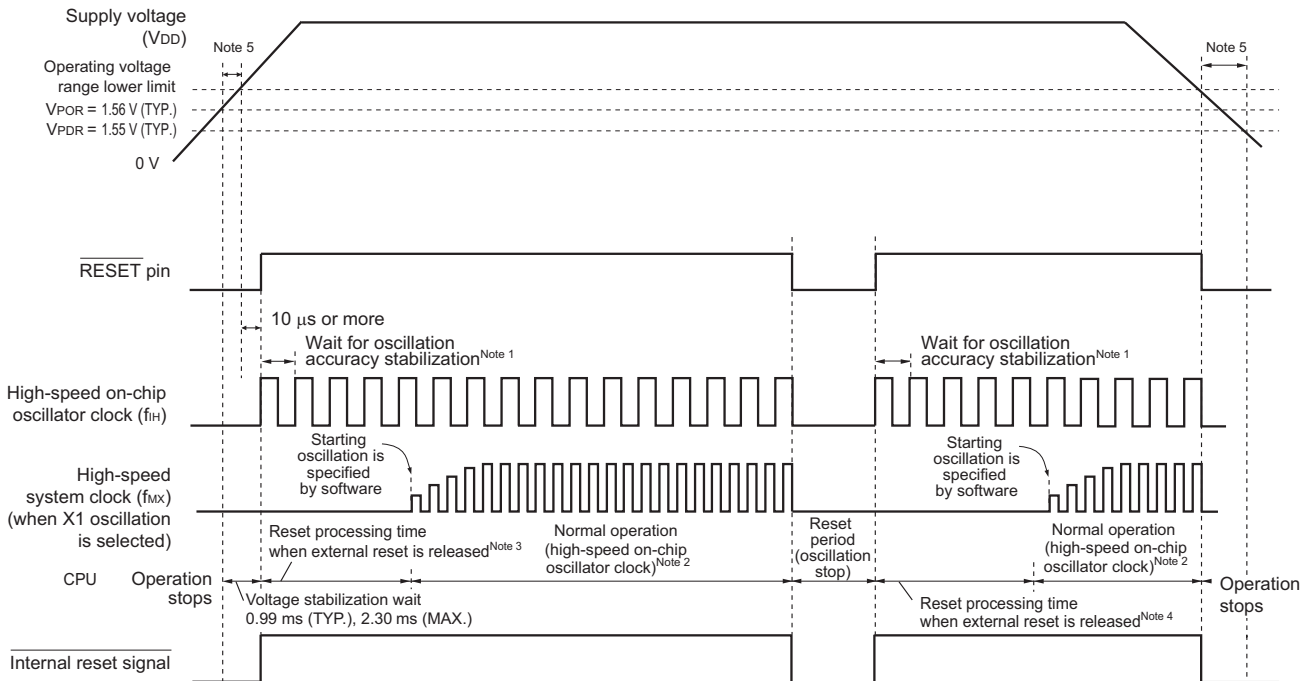 Supply voltage
(VDD)
Note 5
Note 5
Operating voltage
range lower limit
VPOR = 1.56 V (TYP.)
VPDR = 1.55 V (TYP.)
0 V
RESET pin
10 μs or more
Wait for oscillation
accuracy stabilization Note 1
Wait for oscillation
accuracy stabilization Note 1
High-speed on-chip
oscillator clock (fIH)
Starting
oscillation is
specified
by software
Starting
oscillation is
specified
by software
High-speed
system clock (fMX)
(when X1 oscillation
is selected)
Reset processing time
when external reset is released Note 3
Normal operation
(high-speed on-chip
oscillator clock) Note 2
Reset
period
(oscillation
stop)
Normal operation
(high-speed on-chip
oscillator clock) Note 2
CPU
Operation
stops
Voltage stabilization wait
0.99 ms (TYP.), 2.30 ms (MAX.)
Reset processing time
when external reset is released Note 4
Operation
stops
Internal reset signal